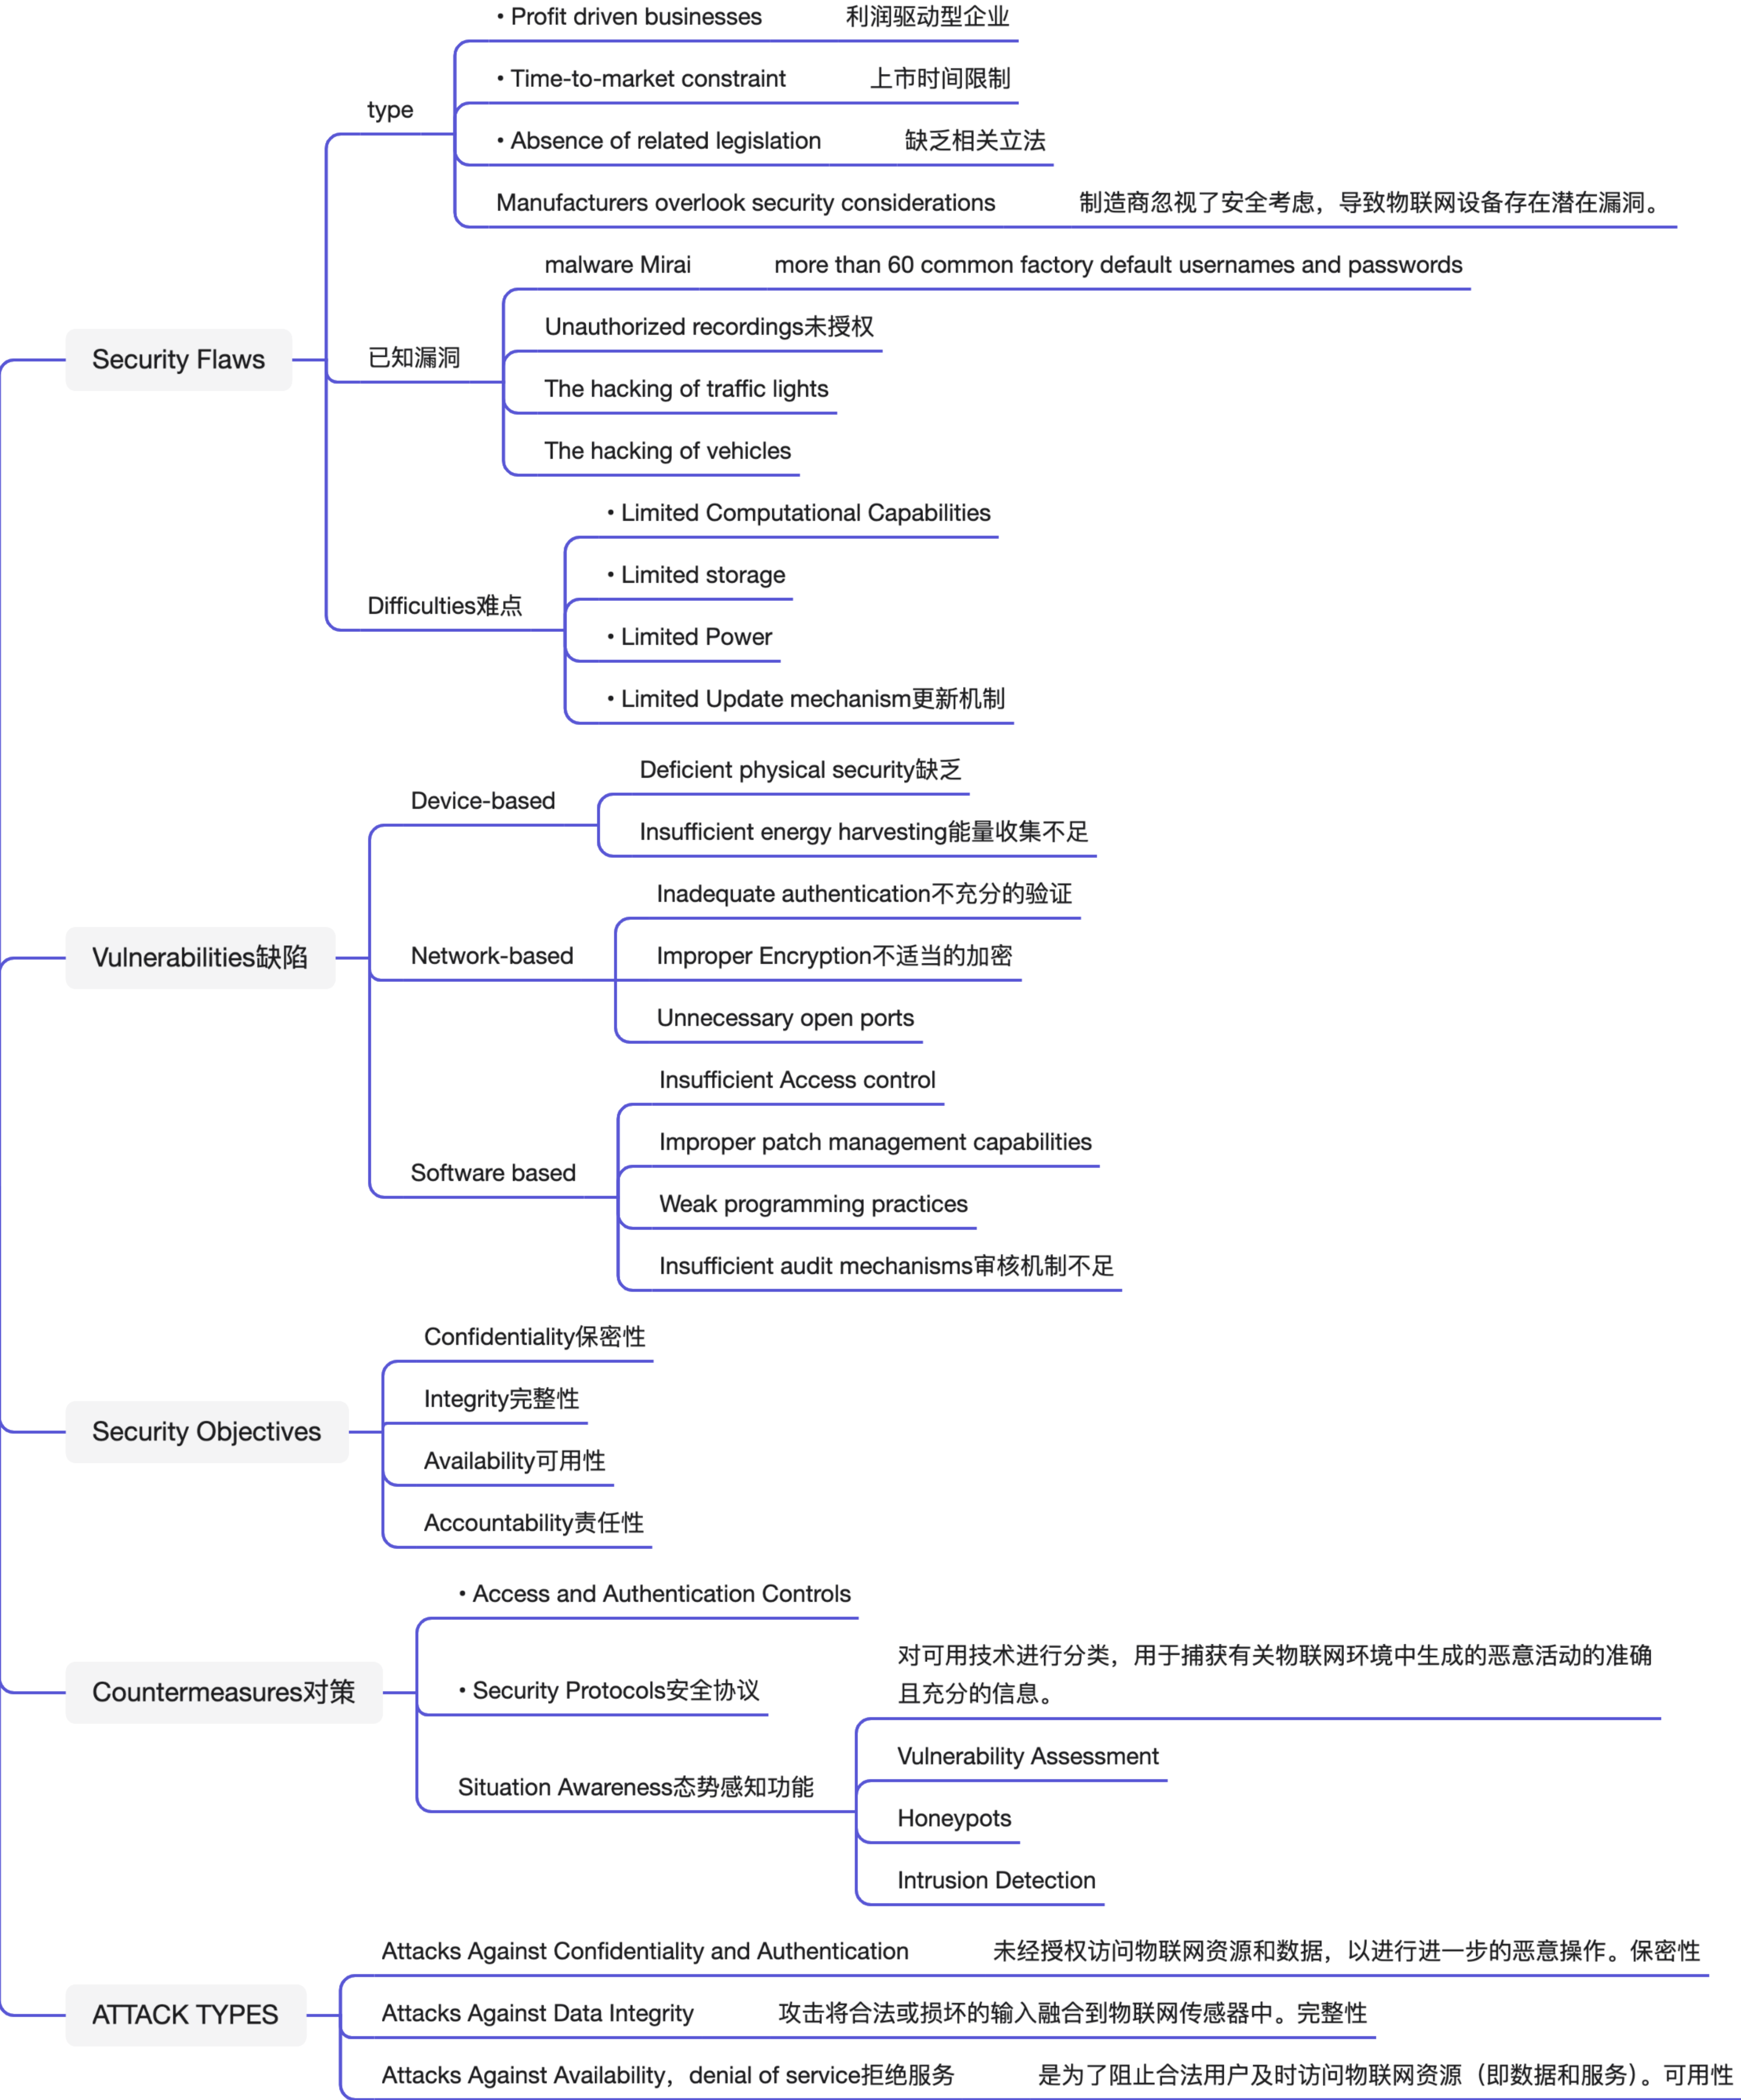 • Profit driven businesses 利润驱动型企业
• Time-to-market constraint 上市时间限制
type
• Absence of related legislation 缺乏相关立法
Manufacturers overlook security considerations 制造商忽视了安全考虑，导致物联网设备存在潜在漏洞。
malware Mirai more than 60 common factory default usernames and passwords
Unauthorized recordings未授权
Security Flaws
已知漏洞
The hacking of traffic lights
The hacking of vehicles
• Limited Computational Capabilities
• Limited storage
Difficulties难点
• Limited Power
• Limited Update mechanism更新机制
Deficient physical security缺乏
Device-based
Insufficient energy harvesting能量收集不足
Inadequate authentication不充分的验证
Vulnerabilities缺陷
Network-based
Improper Encryption不适当的加密
Unnecessary open ports
Insufficient Access control
Improper patch management capabilities
Software based
Weak programming practices
Insufficient audit mechanisms审核机制不足
Confidentiality保密性
Integrity完整性
Security Objectives
Availability可用性
Accountability责任性
• Access and Authentication Controls
Countermeasures对策
• Security Protocols安全协议
对可用技术进行分类，用于捕获有关物联网环境中生成的恶意活动的准确
且充分的信息。
Vulnerability Assessment
Situation Awareness态势感知功能
Honeypots
Intrusion Detection
Attacks Against Confidentiality and Authentication 未经授权访问物联网资源和数据，以进行进一步的恶意操作。保密性
ATTACK TYPES
Attacks Against Data Integrity 攻击将合法或损坏的输入融合到物联网传感器中。完整性
Attacks Against Availability，denial of service拒绝服务 是为了阻止合法用户及时访问物联网资源（即数据和服务）。可用性